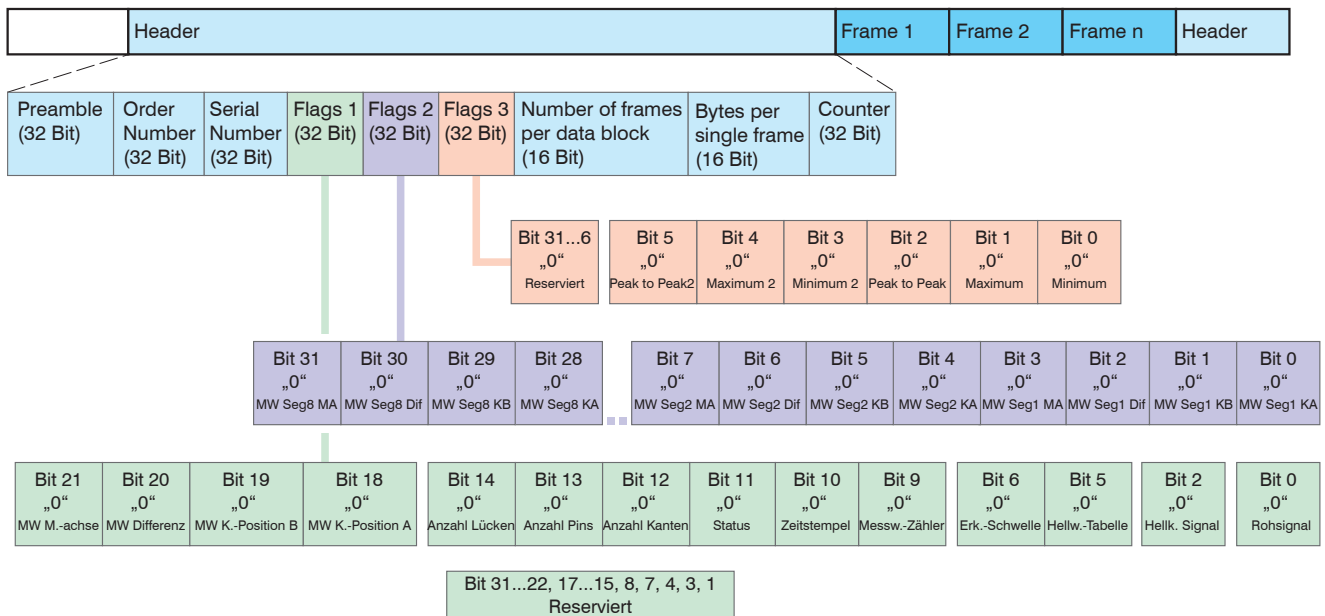 Header
Frame 1
Frame 2
Frame n
Header
Preamble
(32 Bit)
Order
Number
(32 Bit)
Serial
Number
(32 Bit)
Flags 1
(32 Bit)
Flags 2
(32 Bit)
Flags 3
(32 Bit)
Number of frames
per data block
(16 Bit)
Bytes per
single frame
(16 Bit)
Counter
(32 Bit)
Bit 31...6
„0“
Reserviert
Bit 5
„0“
Peak to Peak2
Bit 4
„0“
Maximum 2
Bit 3
„0“
Minimum 2
Bit 2
„0“
Peak to Peak
Bit 1
„0“
Maximum
Bit 0
„0“
Minimum
Bit 31
„0“
MW Seg8 MA
Bit 30
„0“
MW Seg8 Dif
Bit 29
„0“
MW Seg8 KB
Bit 28
„0“
MW Seg8 KA
Bit 7
„0“
MW Seg2 MA
Bit 6
„0“
MW Seg2 Dif
Bit 5
„0“
MW Seg2 KB
Bit 4
„0“
MW Seg2 KA
Bit 3
„0“
MW Seg1 MA
Bit 2
„0“
MW Seg1 Dif
Bit 1
„0“
MW Seg1 KB
Bit 0
„0“
MW Seg1 KA
Bit 21
„0“
MW M.-achse
Bit 20
„0“
MW Differenz
Bit 19
„0“
MW K.-Position B
Bit 18
„0“
MW K.-Position A
Bit 14
„0“
Anzahl Lücken
Bit 13
„0“
Anzahl Pins
Bit 12
„0“
Anzahl Kanten
Bit 11
„0“
Status
Bit 10
„0“
Zeitstempel
Bit 9
„0“
Messw.-Zähler
Bit 6
„0“
Erk.-Schwelle
Bit 5
„0“
Hellw.-Tabelle
Bit 2
„0“
Hellk. Signal
Bit 0
„0“
Rohsignal
Bit 31...22, 17...15, 8, 7, 4, 3, 1
Reserviert